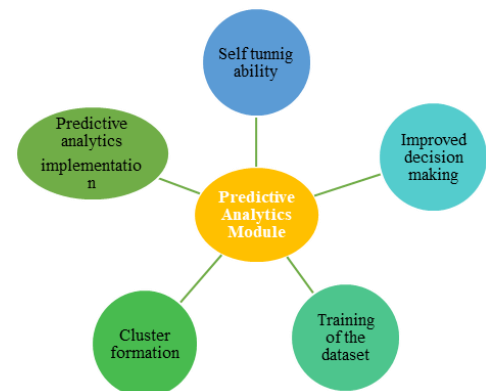 Self tunnig
ability
Predictive
analytics
implementatio
n
Improved
decision
making
Predictive
Analytics
Module
Cluster
formation
Training
of the
dataset